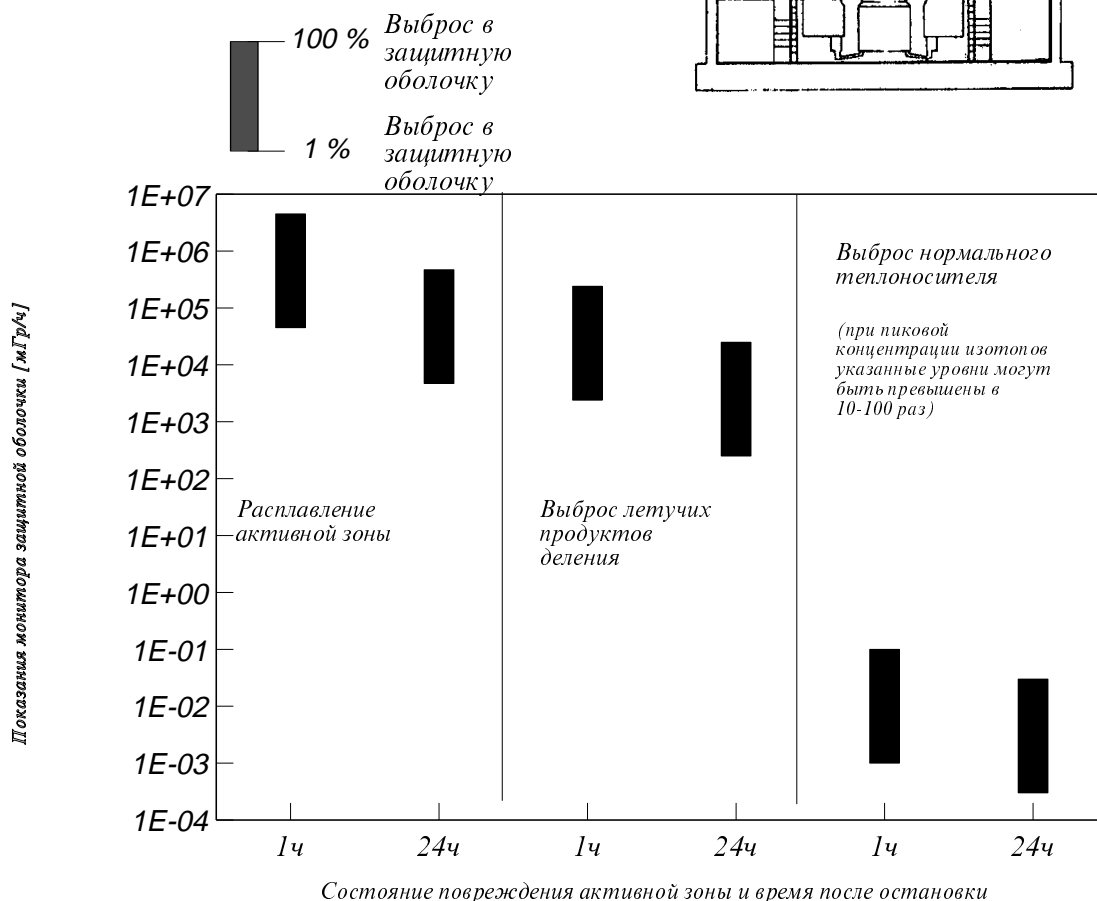 100 %
Выброс в
защитную
оболочку
1 %
Выброс в
защитную
оболочку
1E+07
1E+06
1E+05
1E+04
1E+03
1E+02
1E+01
1E+00
1E-01
1E-02
1E-03
1E-04
Показания монитора защитной оболочки [мГр/ч]
Расплавление
активной зоны
Выброс летучих
продуктов
деления
Выброс нормального
теплоносителя
(при пиковой
концентрации изотопов
указанные уровни могут
быть превышены в
10-100 раз)
1ч
24ч
1ч
24ч
1ч
24ч
Состояние повреждения активной зоны и время после остановки